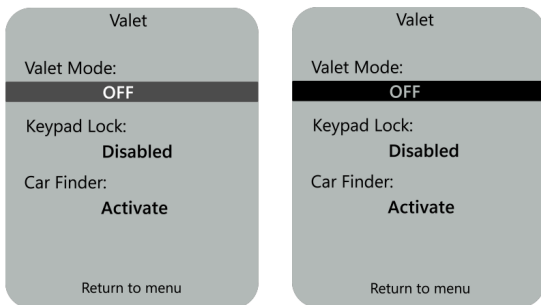 Valet
Valet Mode:
OFF
Keypad Lock:
Disabled
Car Finder:
Activate
Return to menu
Valet
Valet Mode:
OFF
Keypad Lock:
Disabled
Car Finder:
Activate
Return to menu